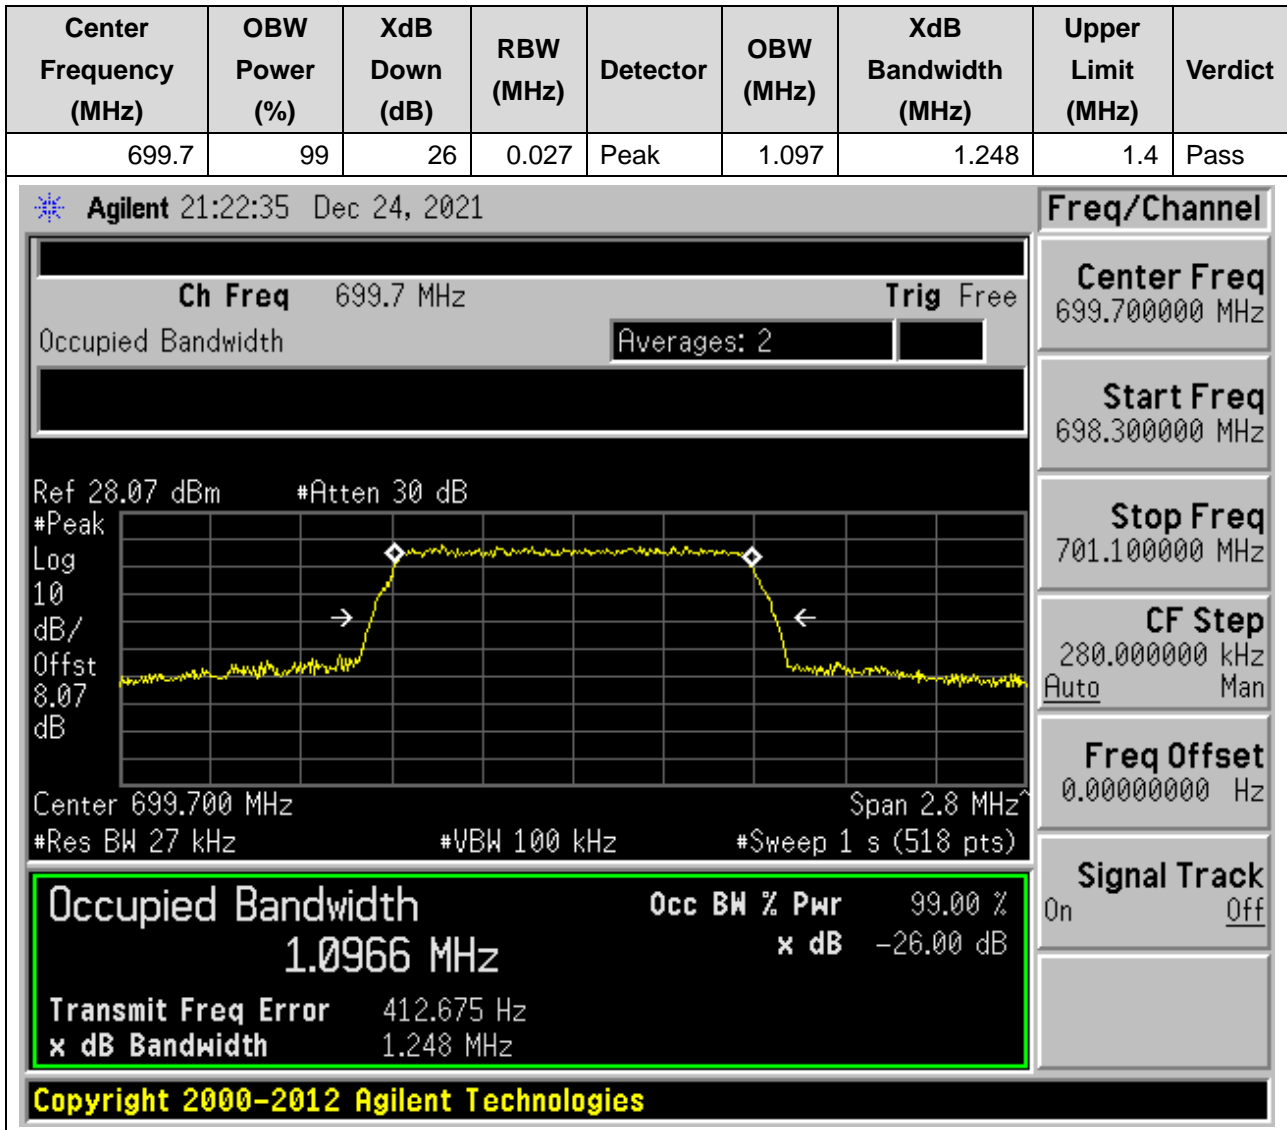 Center Frequency (MHz) OBW Power (%) XdB Down (dB) RBW (MHz) Detector OBW (MHz) XdB Bandwidth (MHz) Upper Limit (MHz) Verdict
699.7 99 26 0.027 Peak 1.097 1.248 1.4 Pass
Agilent 21:22:35 Dec 24, 2021
Freq/Channel
Ch Freq 699.7 MHz Trig Free
Occupied Bandwidth Averages: 2
Center Freq
699.700000 MHz
Start Freq
698.300000 MHz
Stop Freq
701.100000 MHz
CF Step
280.000000 kHz
Auto Man
Freq Offset
0.00000000 Hz
Signal Track
On Off
Ref 28.07 dBm #Atten 30 dB
#Peak
Log
10
dB/
Offst
8.07
dB
Center 699.700 MHz Span 2.8 MHz^
#Res BW 27 kHz #VBW 100 kHz #Sweep 1 s (518 pts)
Occupied Bandwidth Occ BW % Pwr 99.00 %
1.0966 MHz x dB -26.00 dB
Transmit Freq Error 412.675 Hz
x dB Bandwidth 1.248 MHz
Copyright 2000-2012 Agilent Technologies